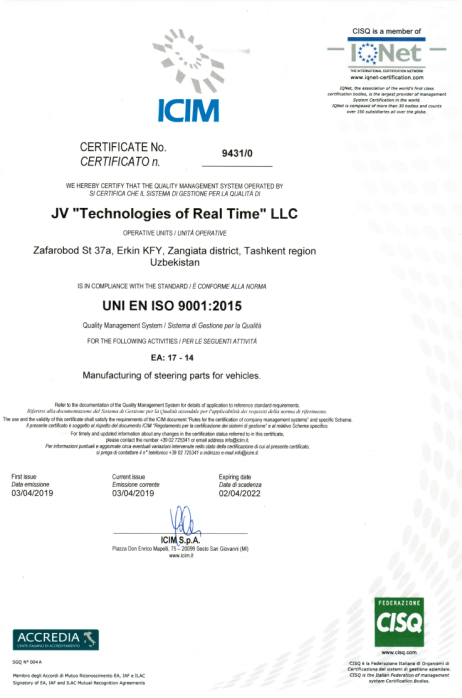 CISQ is a member of
IQNet
THE INTERNATIONAL CERTIFICATION NETWORK
www.iqnet-certification.com
IQNet, the association of the world's first class
certification bodies, is the largest provider of management
System Certification in the world.
IQNet is composed of more than 30 bodies and counts
over 150 subsidiaries all over the globe.
ICIM
CERTIFICATE No.
CERTIFICATO n.
9431/0
WE HEREBY CERTIFY THAT THE QUALITY MANAGEMENT SYSTEM OPERATED BY
SI CERTIFICA CHE IL SISTEMA DI GESTIONE PER LA QUALITÀ DI
JV "Technologies of Real Time" LLC
OPERATIVE UNITS / UNITÀ OPERATIVE
Zafarobod St 37a, Erkin KFY, Zangiata district, Tashkent region
Uzbekistan
IS IN COMPLIANCE WITH THE STANDARD / È CONFORME ALLA NORMA
UNI EN ISO 9001:2015
Quality Management System / Sistema di Gestione per la Qualità
FOR THE FOLLOWING ACTIVITIES / PER LE SEGUENTI ATTIVITÀ
EA: 17 - 14
Manufacturing of steering parts for vehicles.
Refer to the documentation of the Quality Management System for details of application to reference standard requirements.
Riferirsi alla documentazione del Sistema di Gestione per la Qualità aziendale per l'applicabilità dei requisiti della norma di riferimento.
The use and the validity of this certificate shall satisfy the requirements of the ICIM document "Rules for the certification of company management systems" and specific Scheme.
Il presente certificato è soggetto al rispetto del documento ICIM "Regolamento per la certificazione dei sistemi di gestione" e al relativo Schema specifico.
For timely and updated information about any changes in the certification status referred to in this certificate,
please contact the number +39 02 725341 or email address info@icim.it.
Per informazioni puntuali e aggiornate circa eventuali variazioni intervenute nello stato della certificazione di cui al presente certificato,
si prega di contattare il n° telefonico +39 02 725341 o indirizzo e-mail info@icim.it.
First issue
Data emissione
03/04/2019
Current issue
Emissione corrente
03/04/2019
Expiring date
Data di scadenza
02/04/2022
ICIM S.p.A.
Piazza Don Enrico Mapelli, 75 – 20099 Sesto San Giovanni (MI)
www.icim.it
ACCREDIA
L'ENTE ITALIANO DI ACCREDITAMENTO
SGQ N° 004 A
Membro degli Accordi di Mutuo Riconoscimento EA, IAF e ILAC
Signatory of EA, IAF and ILAC Mutual Recognition Agreements
FEDERAZIONE
CISQ
www.cisq.com
CISQ è la Federazione Italiana di Organismi di
Certificazione dei sistemi di gestione aziendale.
CISQ is the Italian Federation of management
system Certification Bodies.